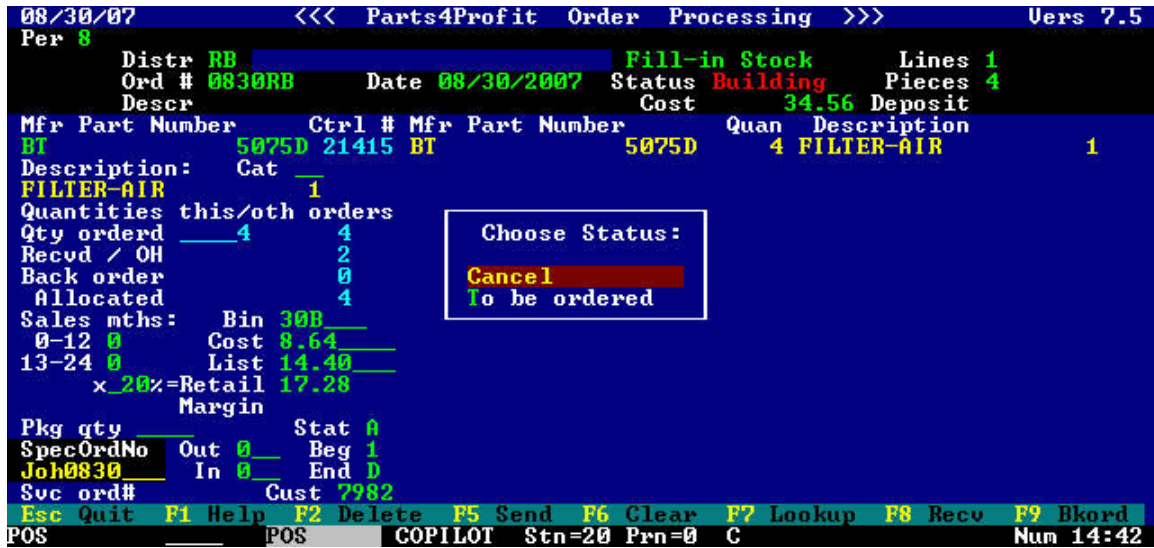 08/30/07 <<< Parts4Profit Order Processing >>> Vers 7.5
Per 8
Distr RB Fill-in Stock Lines 1
Ord # 0830RB Date 08/30/2007 Status Building Pieces 4
Descr Cost 34.56 Deposit
Mfr Part Number Ctrl # Mfr Part Number Quan Description
BT 5075D 21415 BT 5075D 4 FILTER-AIR 1
Description: Cat __
FILTER-AIR 1
Quantities this/oth orders
Qty orderd ____4 4 Choose Status:
Recvd / OH 2
Back order 0 Cancel
Allocated 4 To be ordered
Sales mths: Bin 30B___
0-12 0 Cost 8.64____
13-24 0 List 14.40___
x_20%=Retail 17.28
Margin
Pkg qty ____ Stat A
SpecOrdNo Out 0__ Beg 1
Joh0830___ In 0__ End D
Svc ord# Cust 7982
Esc Quit F1 Help F2 Delete F5 Send F6 Clear F7 Lookup F8 Recv F9 Bkord
POS ____ POS COPILOT Stn=20 Prn=0 C Num 14:42